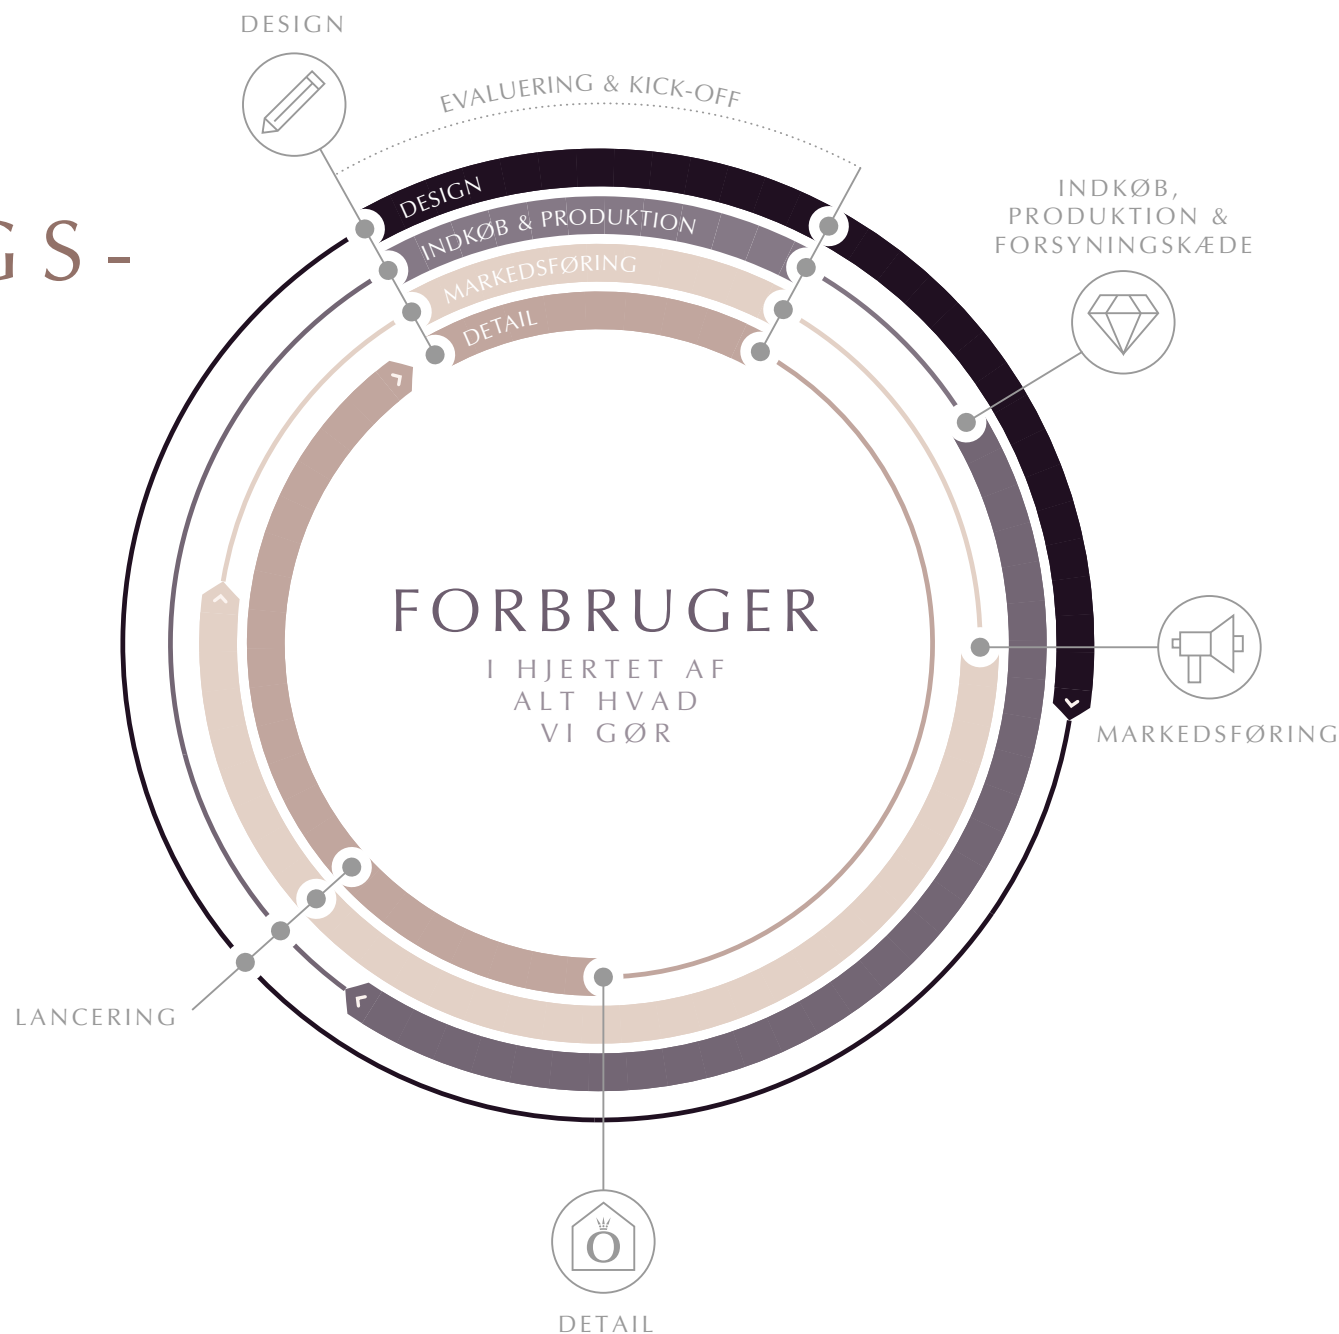 DESIGN
EVALUERING & KICK-OFF
INDKØB,
PRODUKTION &
FORSYNINGSKÆDE
GS-
DESIGN
INDKØB & PRODUKTION
MARKEDSFØRING
DETAIL
FORBRUGER
I HJERTET AF
ALT HVAD
VI GØR
MARKEDSFØRING
LANCERING
O
DETAIL